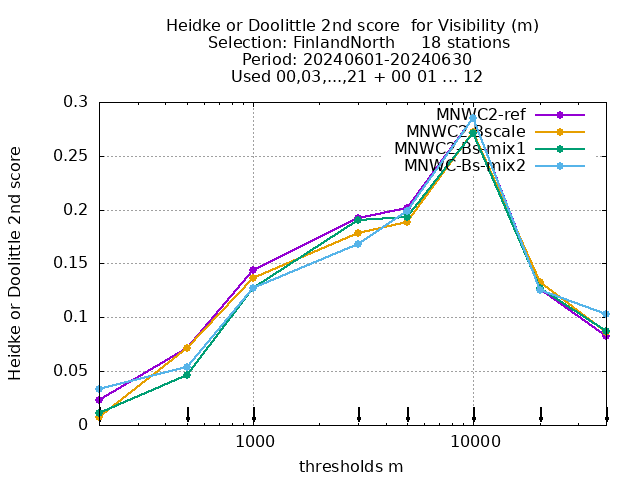 Heidke or Doolittle 2nd score  for Visibility (m)
Selection: FinlandNorth     18 stations
Period: 20240601-20240630
Used 00,03,...,21 + 00 01 ... 12
Heidke or Doolittle 2nd score
0.3
0.25
0.2
0.15
0.1
0.05
0
MNWC2-ref
MNWC2-Bscale
MNWC2-Bs-mix1
MNWC-Bs-mix2
1000
10000
thresholds m